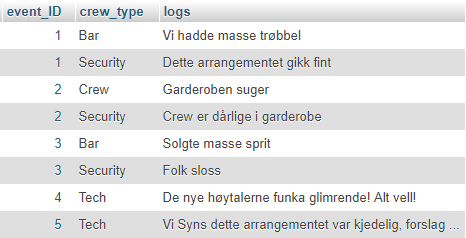 event_ID crew_type logs
1 Bar Vi hadde masse trøbbel
1 Security Dette arrangementet gikk fint
2 Crew Garderoben suger
2 Security Crew er dårlige i garderobe
3 Bar Solgte masse sprit
3 Security Folk sloss
4 Tech De nye høytalerne funka glimrende! Alt vell!
5 Tech Vi Syns dette arrangementet var kjedelig, forslag ...